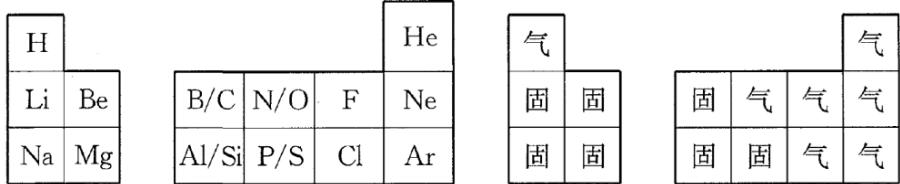 H He 气 气
Li Be B/C N/O F Ne 固 固 固 气 气 气
Na Mg Al/Si P/S Cl Ar 固 固 固 固 气 气